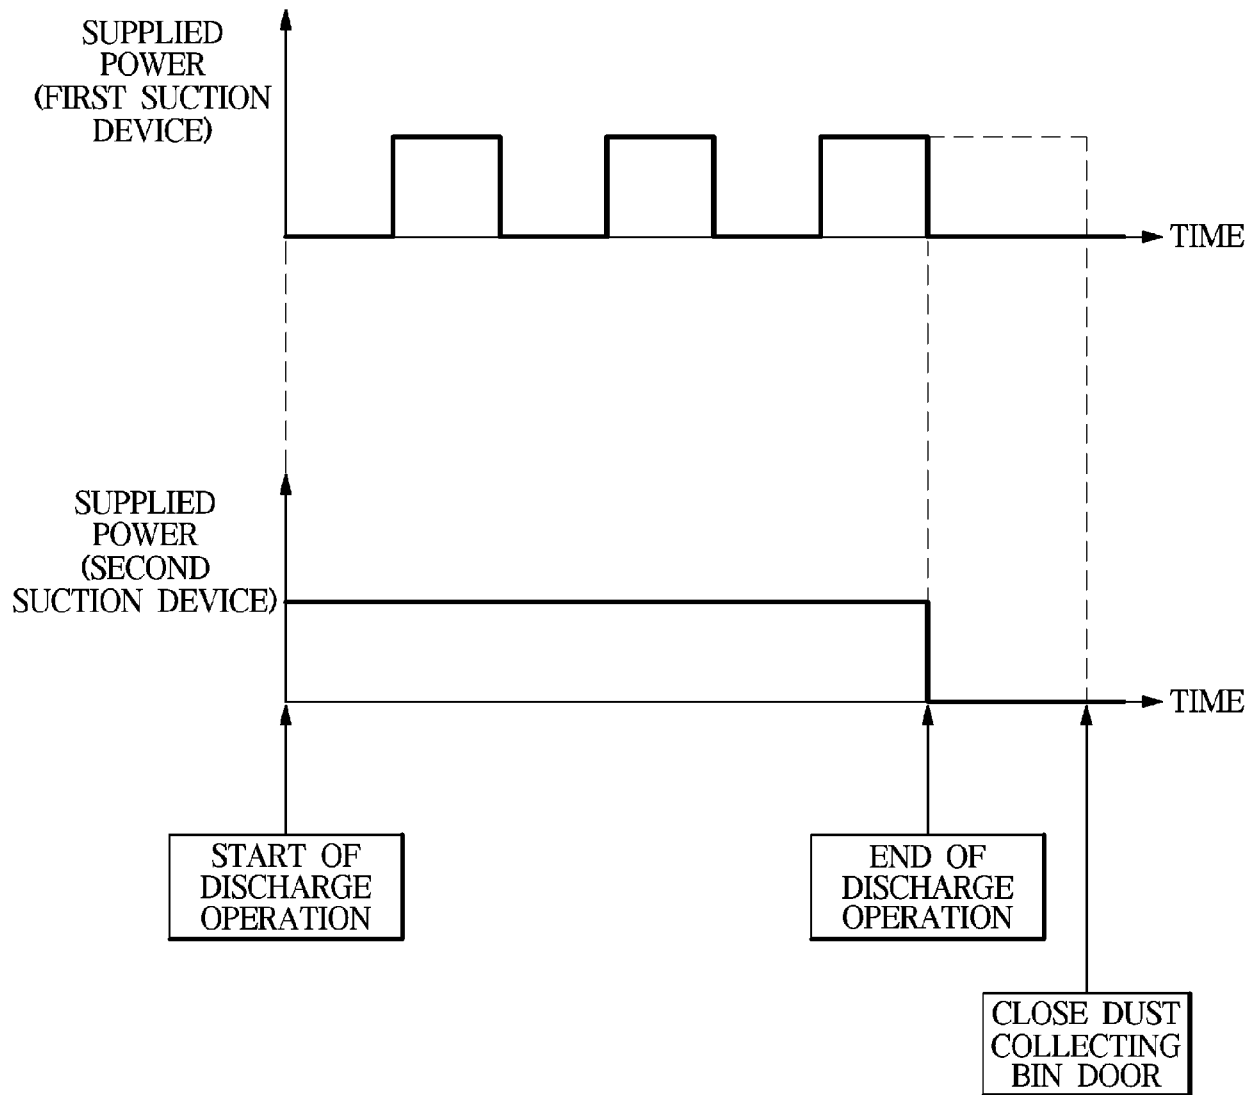 SUPPLIED
POWER
(FIRST SUCTION
DEVICE)
TIME
SUPPLIED
POWER
(SECOND
SUCTION DEVICE)
TIME
START OF
DISCHARGE
OPERATION
END OF
DISCHARGE
OPERATION
CLOSE DUST
COLLECTING
BIN DOOR